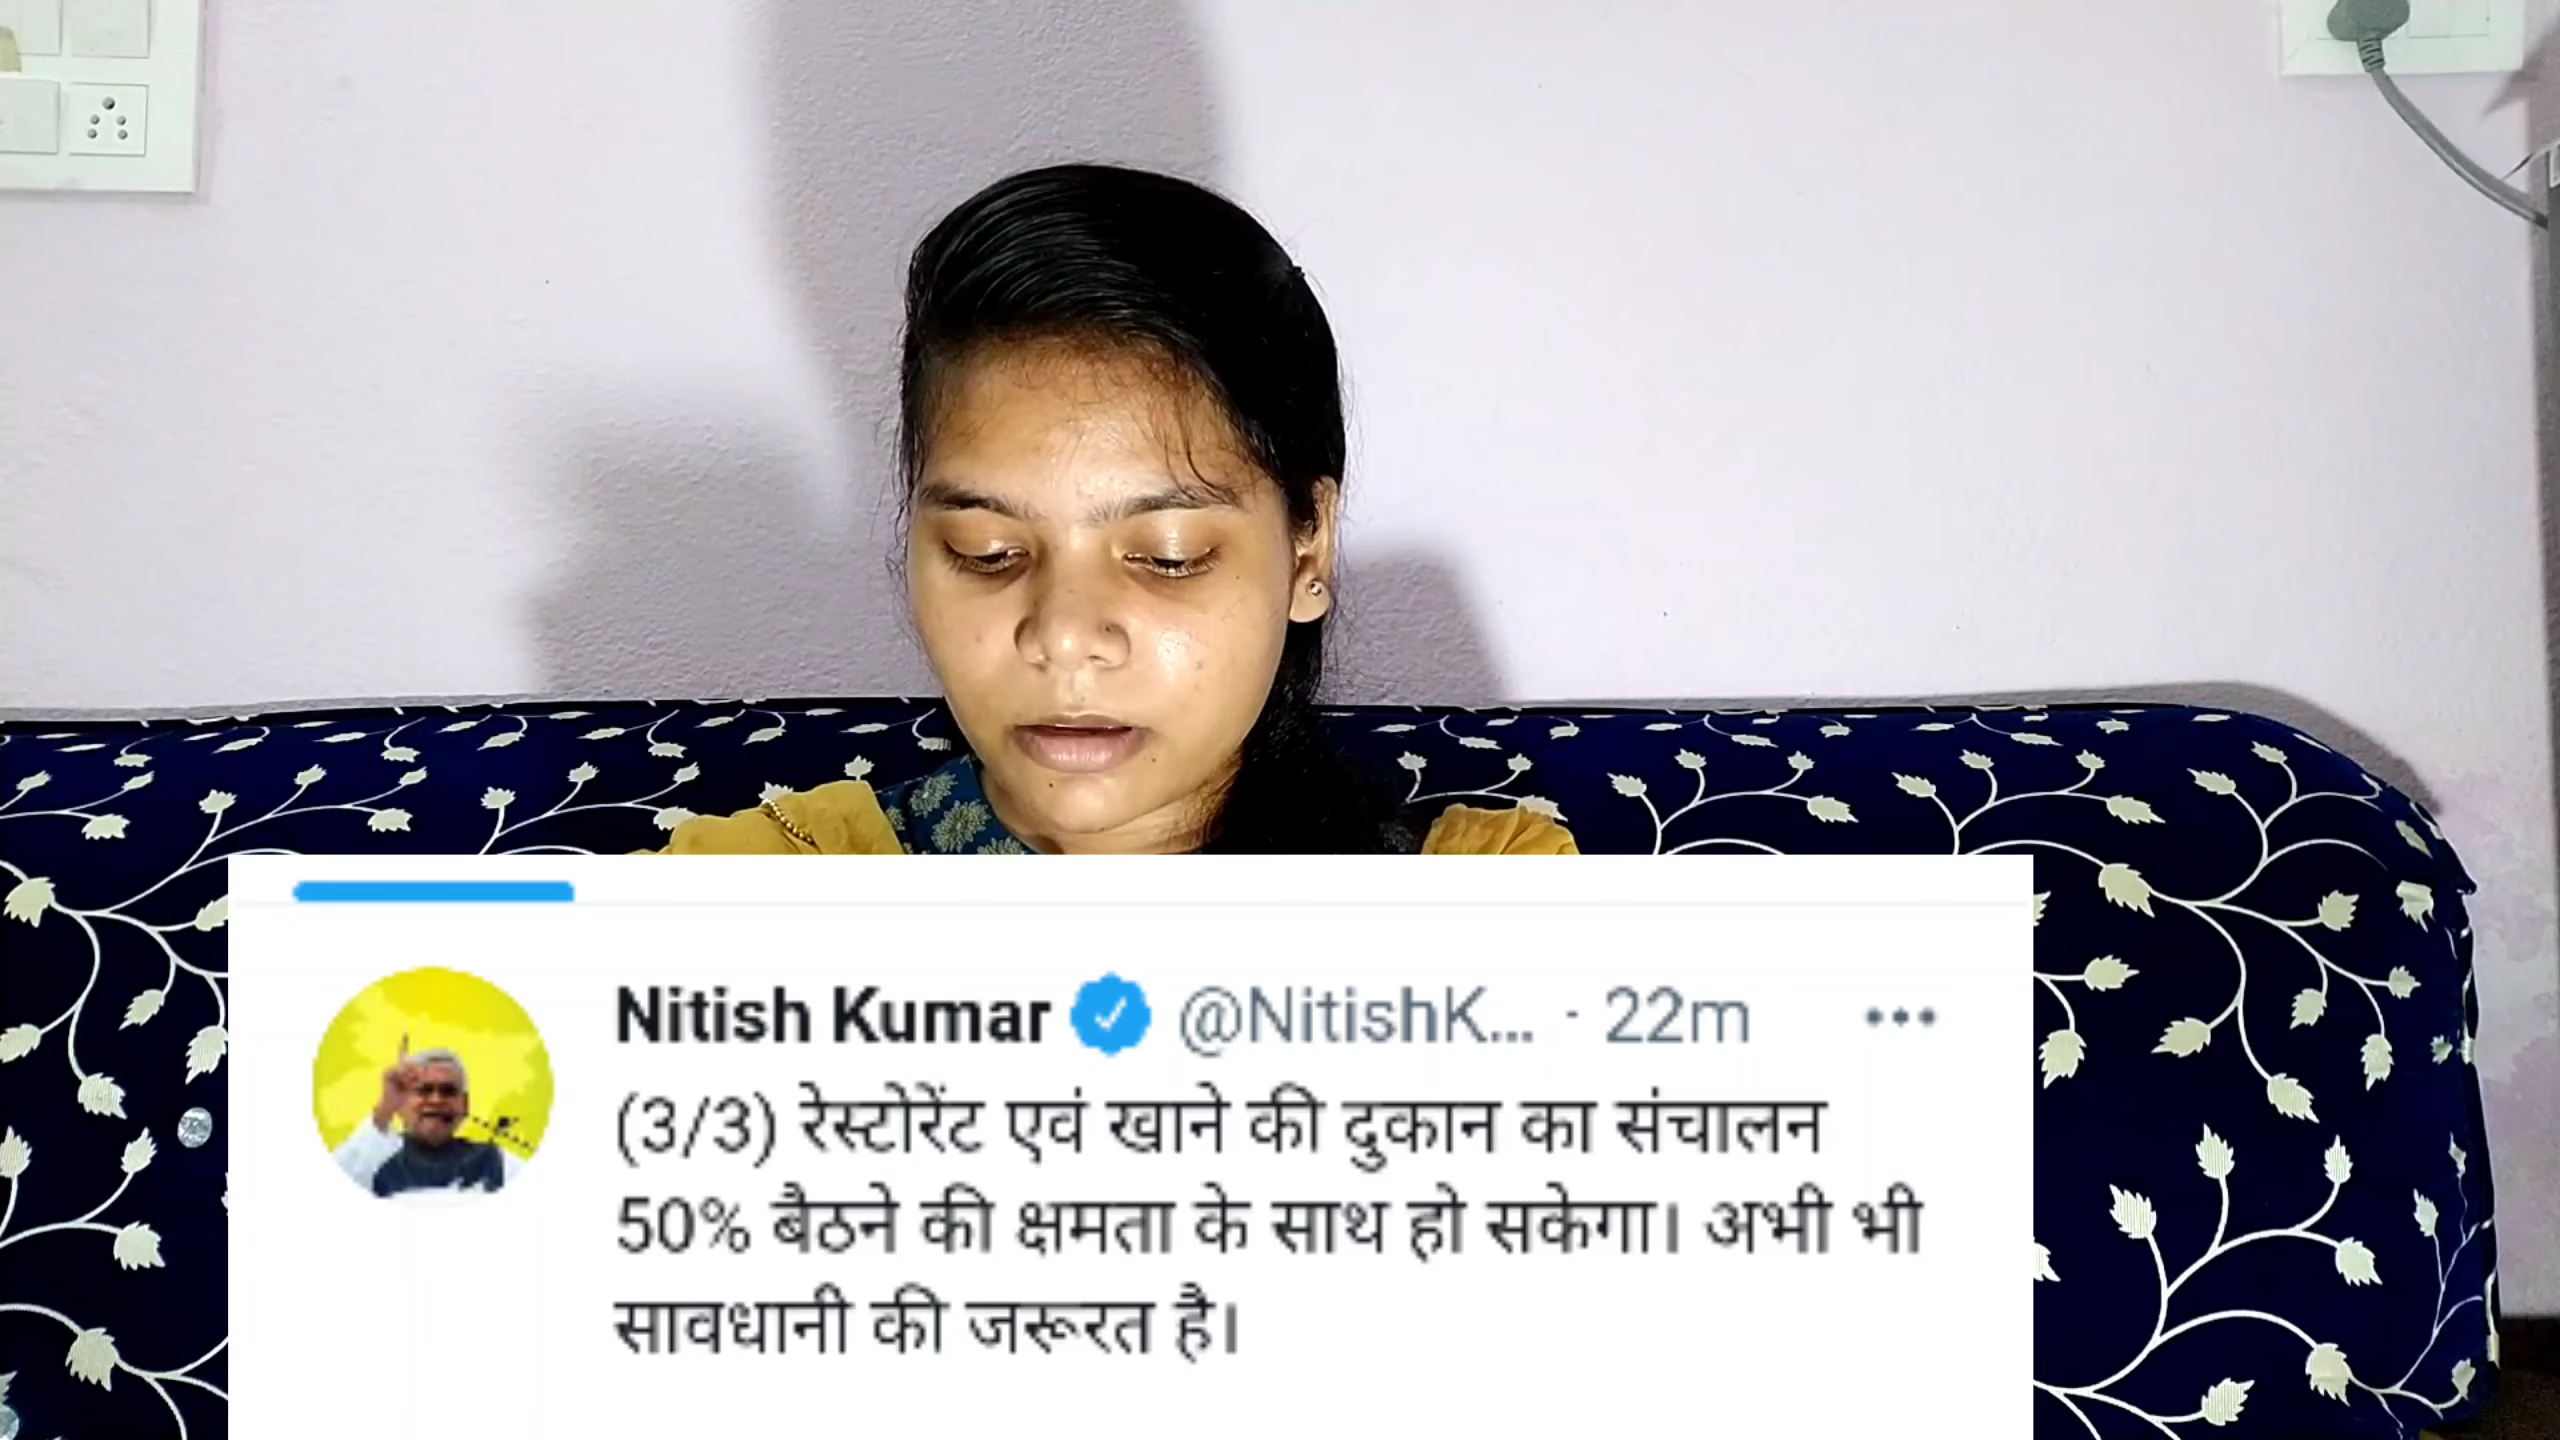 Nitish Kumar @NitishK... · 22m
(3/3) रेस्टोरेंट एवं खाने की दुकान का संचालन
50% बैठने की क्षमता के साथ हो सकेगा। अभी भी
सावधानी की जरूरत है।